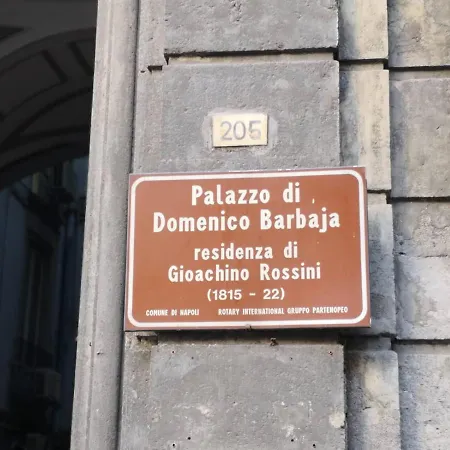 205
Palazzo di
Domenico Barbaja
residenza di
Gioachino Rossini
(1815 - 22)
COMUNE DI NAPOLI ROTARY INTERNATIONAL GRUPPO PARTENOPEO